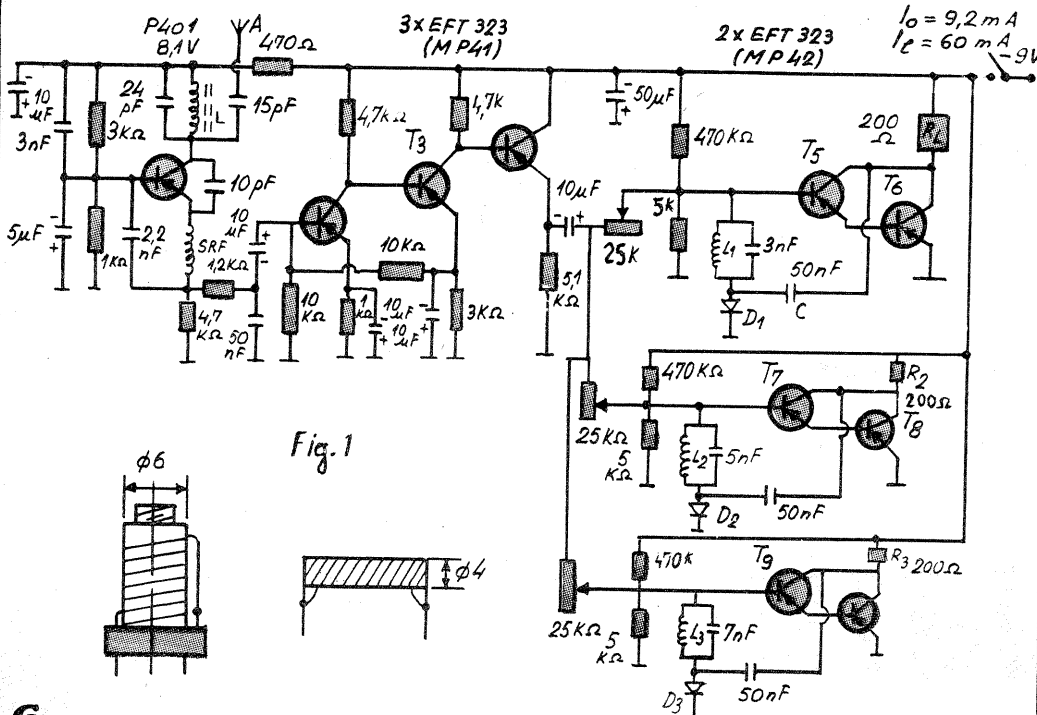 P401
8,1V
A
470Ω
3x EFT 323
(MP41)
2x EFT 323
(MP42)
I0 = 9,2 mA
Il = 60 mA
-9V
10
µF
3nF
3KΩ
24
pF
L
15pF
4,7KΩ
4,7K
T3
50µF
470KΩ
200
Ω
RL
T5
T6
10pF
10
µF
10µF
5K
25K
L1
3nF
50nF
C
D1
5µF
1KΩ
2,2
nF
SRF
1,2KΩ
10KΩ
4,7
KΩ
50
nF
10
KΩ
1
KΩ
10
µF
10
µF
3KΩ
5,1
KΩ
470KΩ
T7
R2
200Ω
T8
25KΩ
5
KΩ
L2
5nF
50nF
D2
Fig. 1
ϕ6
ϕ4
470K
T9
R3 200Ω
25KΩ
5
KΩ
L3
7nF
50nF
D3